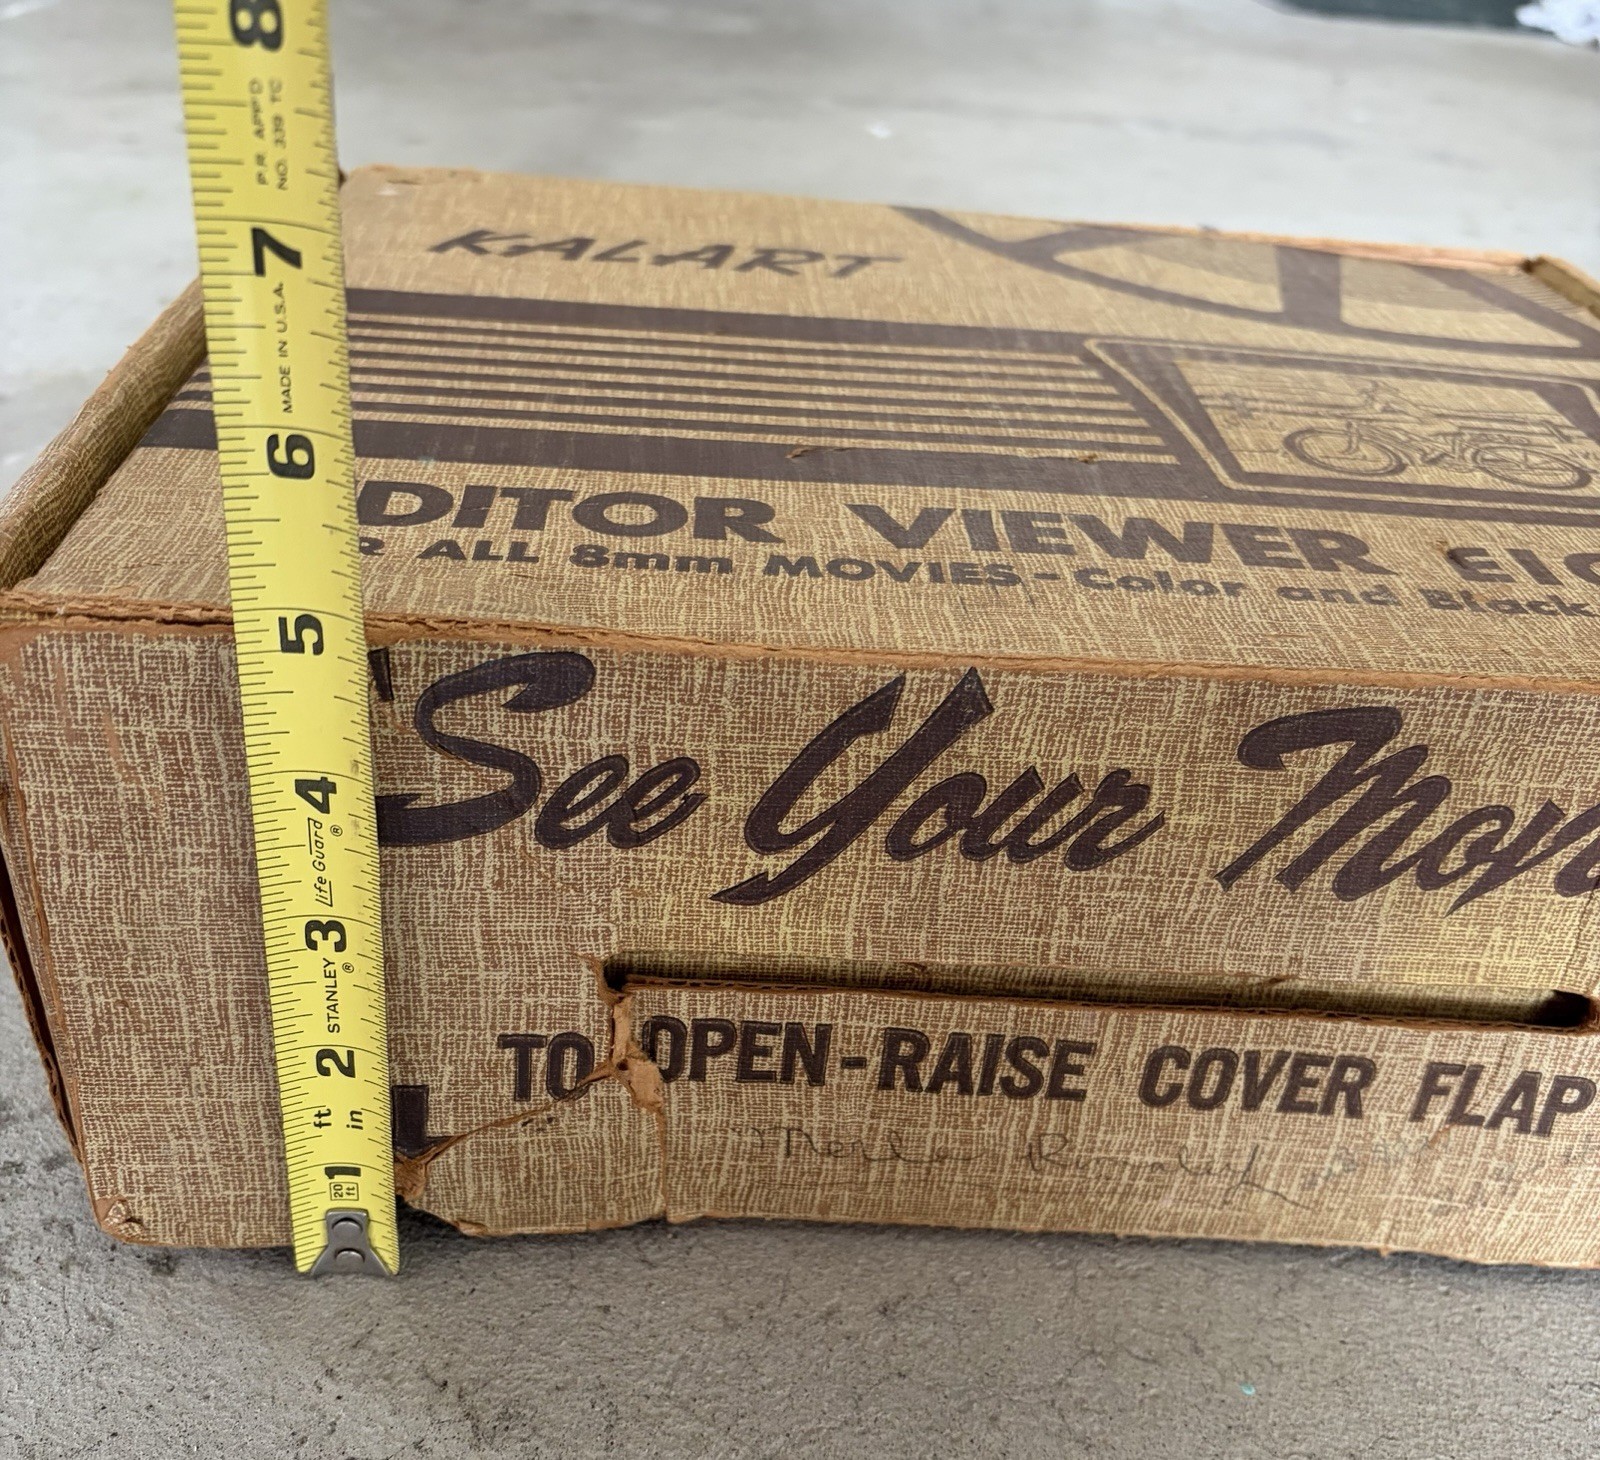 KALART
DITOR VIEWER EIG
R ALL 8mm MOVIES-Color and Black
"See Your Mov
TO OPEN-RAISE COVER FLAP
8
P.R. APP'D
NO. 339 TC
7
MADE IN U.S.A.
6
5
4
Life Guard®
3
STANLEY®
2
ft
in
1
20 ft